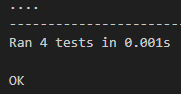 ....
------------------------
Ran 4 tests in 0.001s
OK